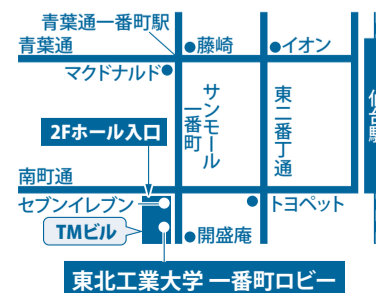 青葉通一番町駅
青葉通
●藤崎
●イオン
マクドナルド●
サンモール
一番町
東二番丁通
仙台駅
2Fホール入口
南町通
セブンイレブン
TMビル
●開盛庵
トヨペット
東北工業大学 一番町ロビー